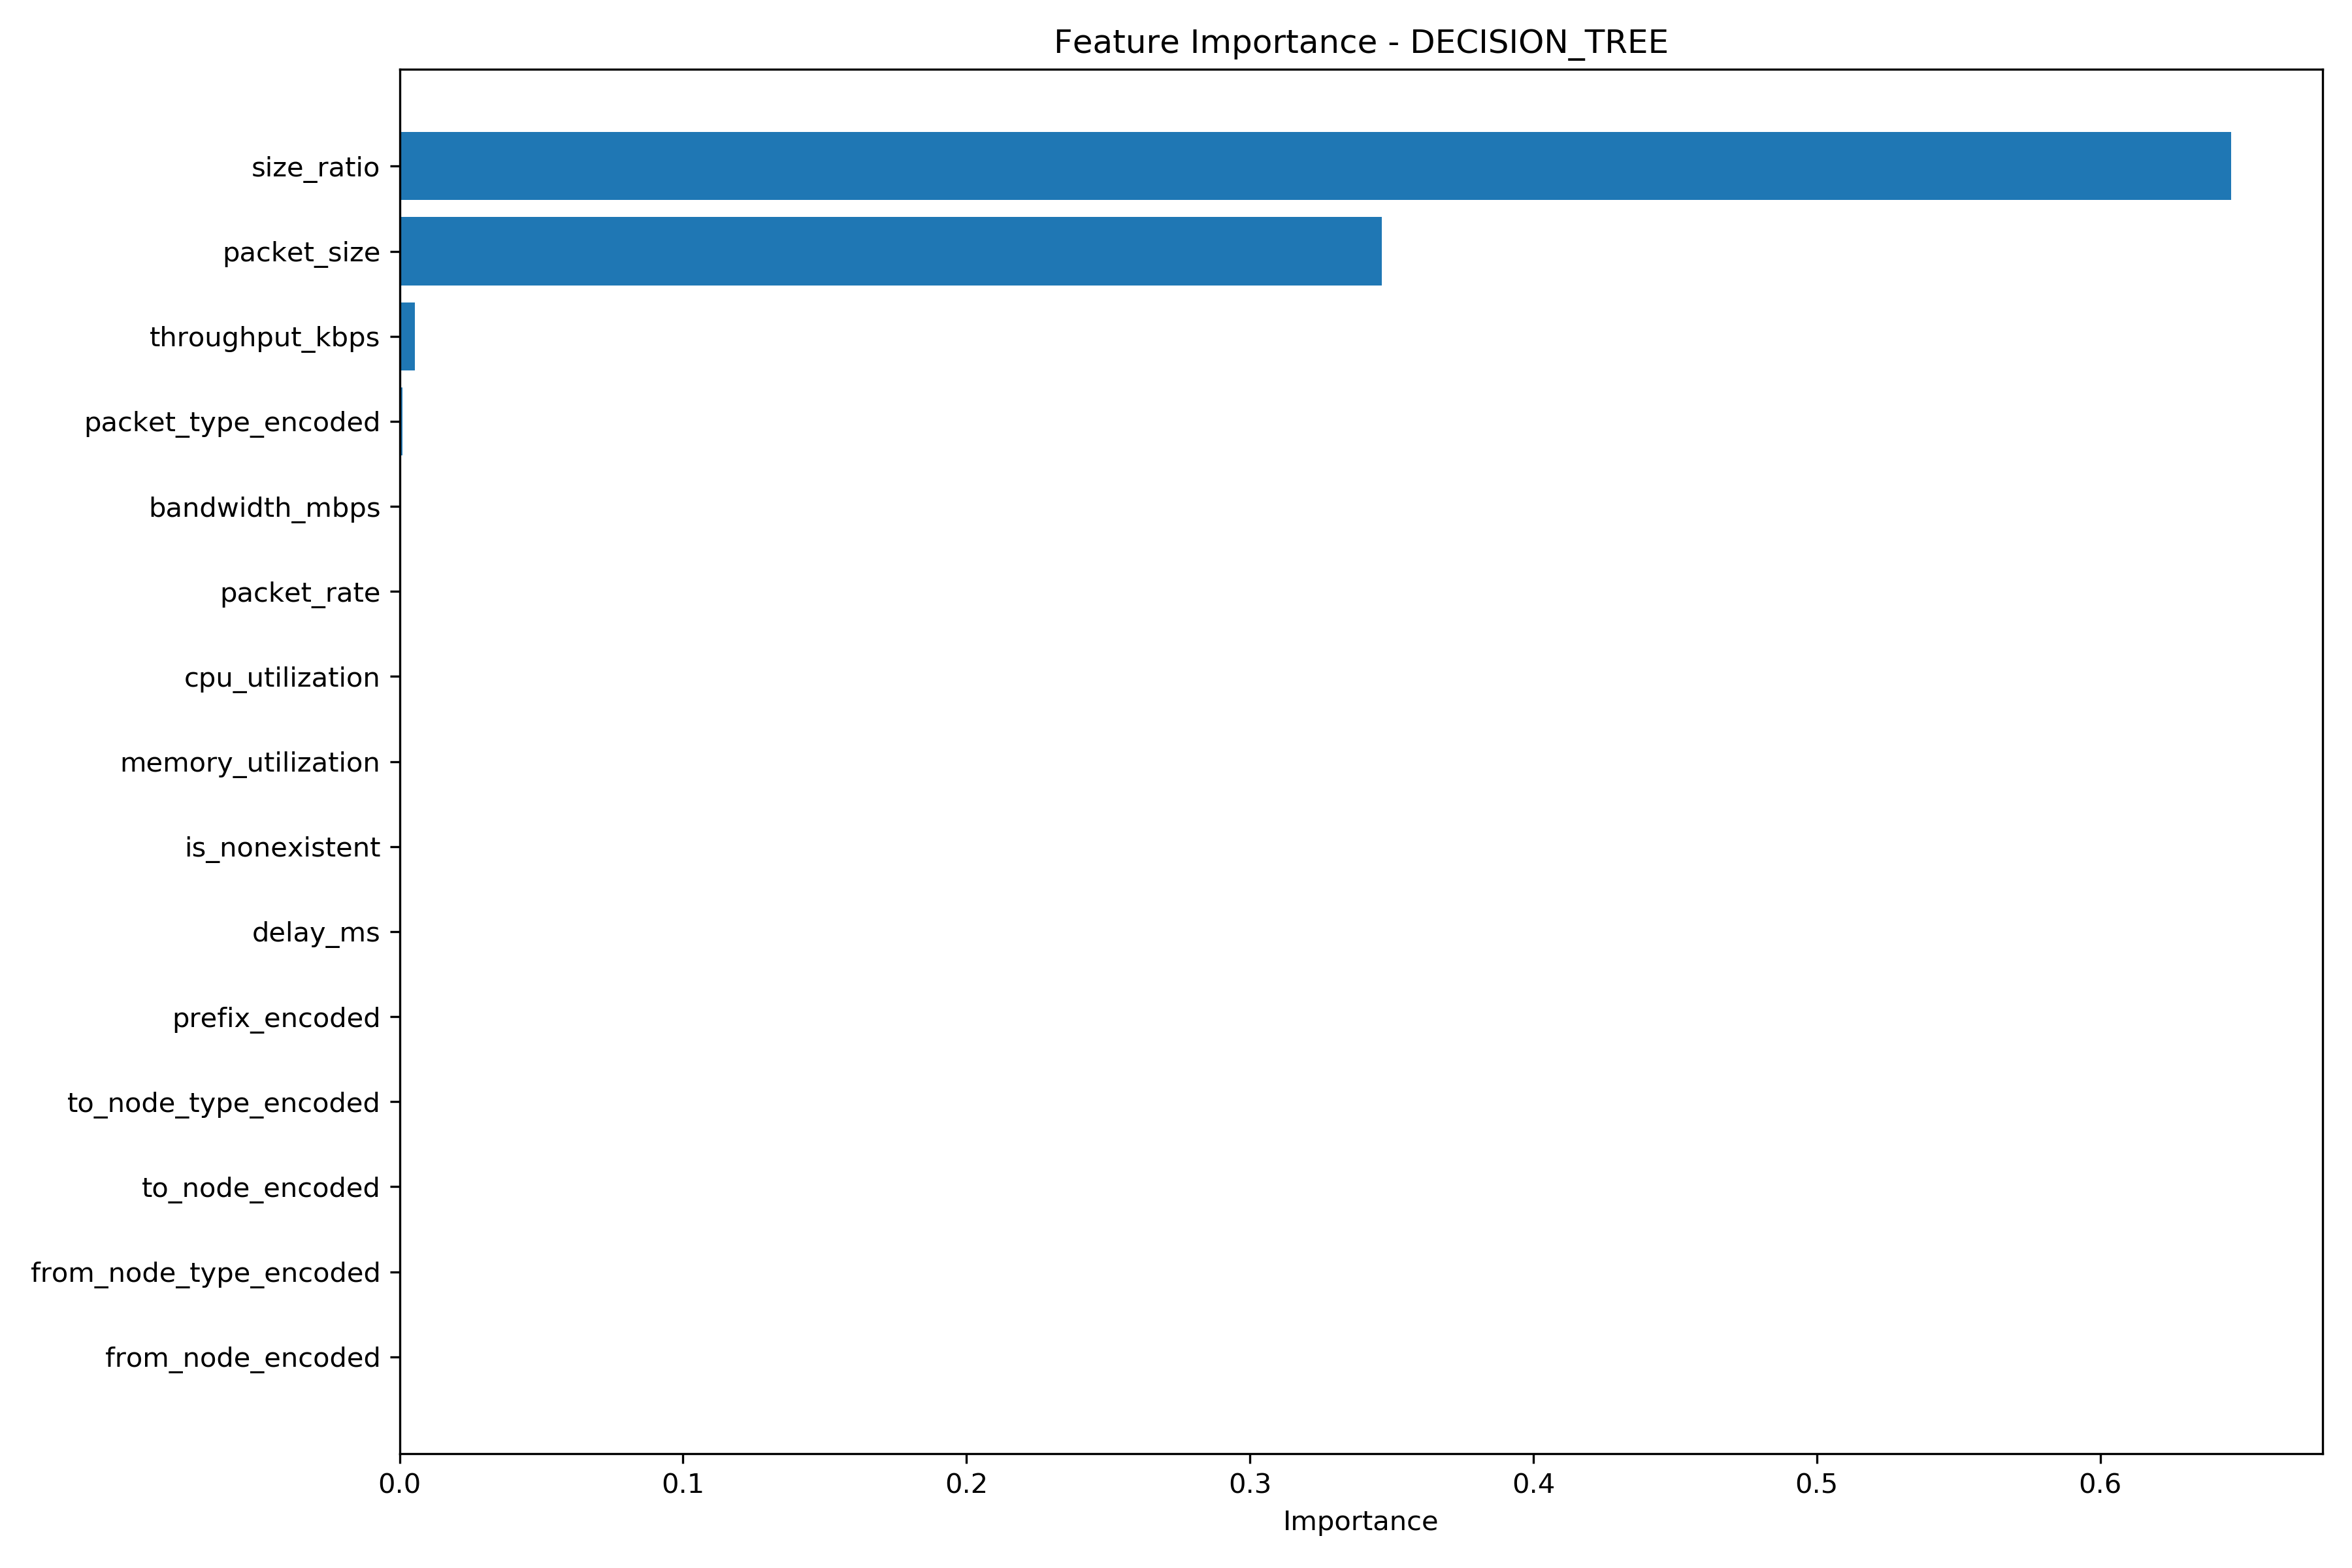 Feature Importance - DECISION_TREE
size_ratio
packet_size
throughput_kbps
packet_type_encoded
bandwidth_mbps
packet_rate
cpu_utilization
memory_utilization
is_nonexistent
delay_ms
prefix_encoded
to_node_type_encoded
to_node_encoded
from_node_type_encoded
from_node_encoded
0.0 0.1 0.2 0.3 0.4 0.5 0.6
Importance